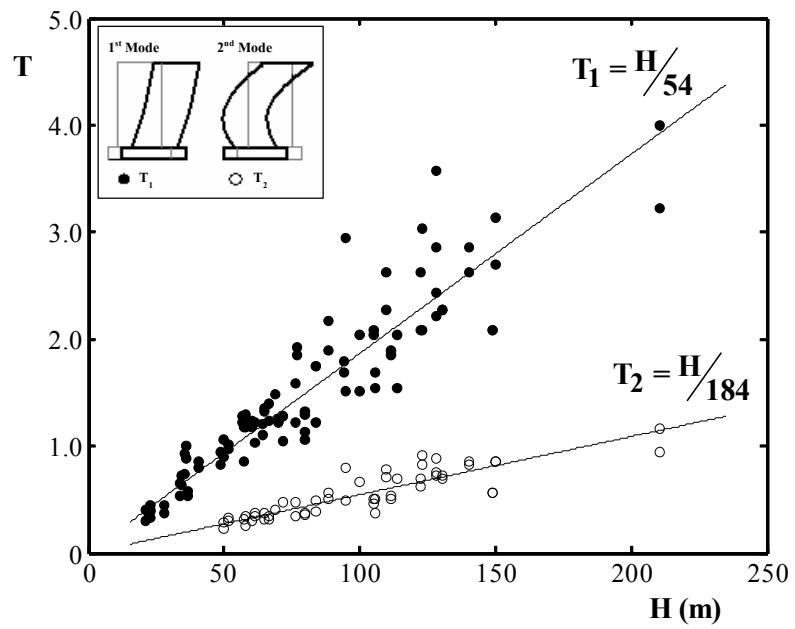 5.0
T
1st Mode
2nd Mode
T1
T2
T1 = H/54
4.0
3.0
2.0
T2 = H/184
1.0
0
0
50
100
150
200
250
H (m)